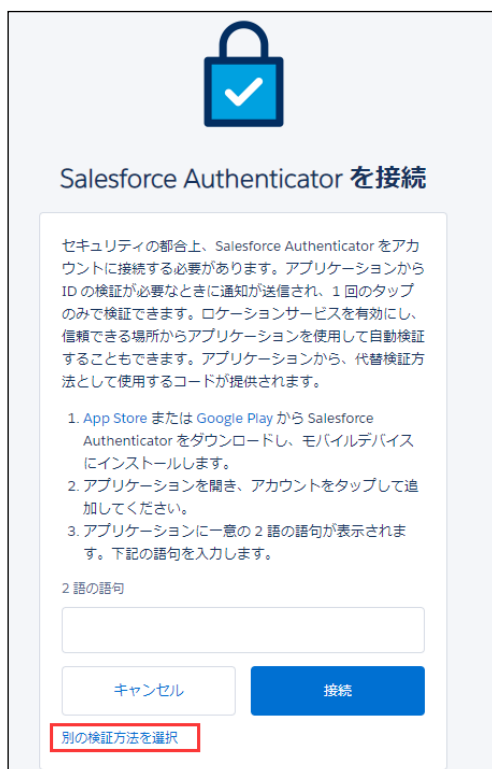 Salesforce Authenticator を接続
セキュリティの都合上、Salesforce Authenticator をアカ
ウントに接続する必要があります。アプリケーションから
ID の検証が必要なときに通知が送信され、1 回のタップ
のみで検証できます。ロケーションサービスを有効にし、
信頼できる場所からアプリケーションを使用して自動検証
することもできます。アプリケーションから、代替検証方
法として使用するコードが提供されます。
1. App Store または Google Play から Salesforce
Authenticator をダウンロードし、モバイルデバイス
にインストールします。
2. アプリケーションを開き、アカウントをタップして追
加してください。
3. アプリケーションに一意の 2 語の語句が表示されま
す。下記の語句を入力します。
2 語の語句
キャンセル
接続
別の検証方法を選択